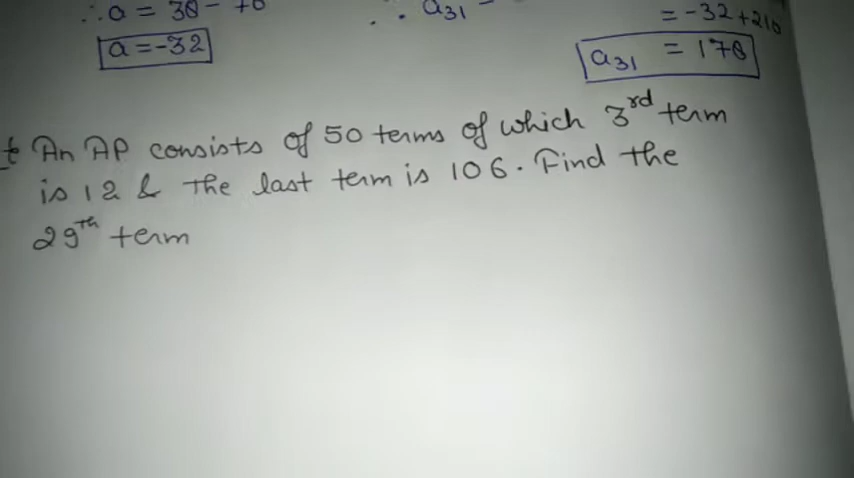 ∴ a = 38 - 70
a = -32
∴ a31
= -32+210
a31 = 178
An AP consists of 50 terms of which 3rd term
is 12 & the last term is 106. Find the
29th term